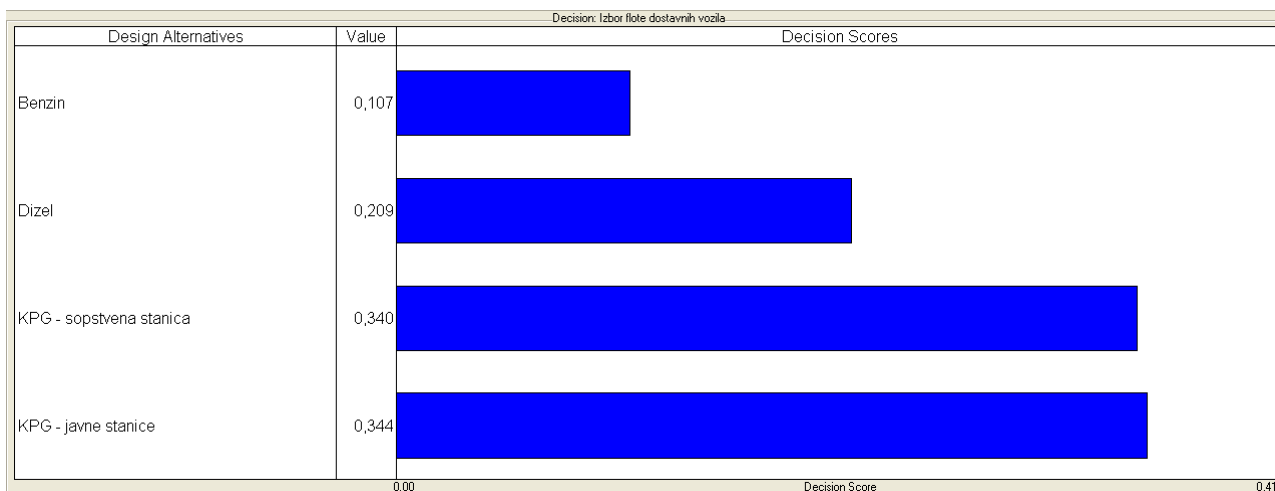 Decision: Izbor flote dostavnih vozila
Design Alternatives Value Decision Scores
Benzin 0,107
Dizel 0,209
KPG - sopstvena stanica 0,340
KPG - javne stanice 0,344
0.00 Decision Score 0.41